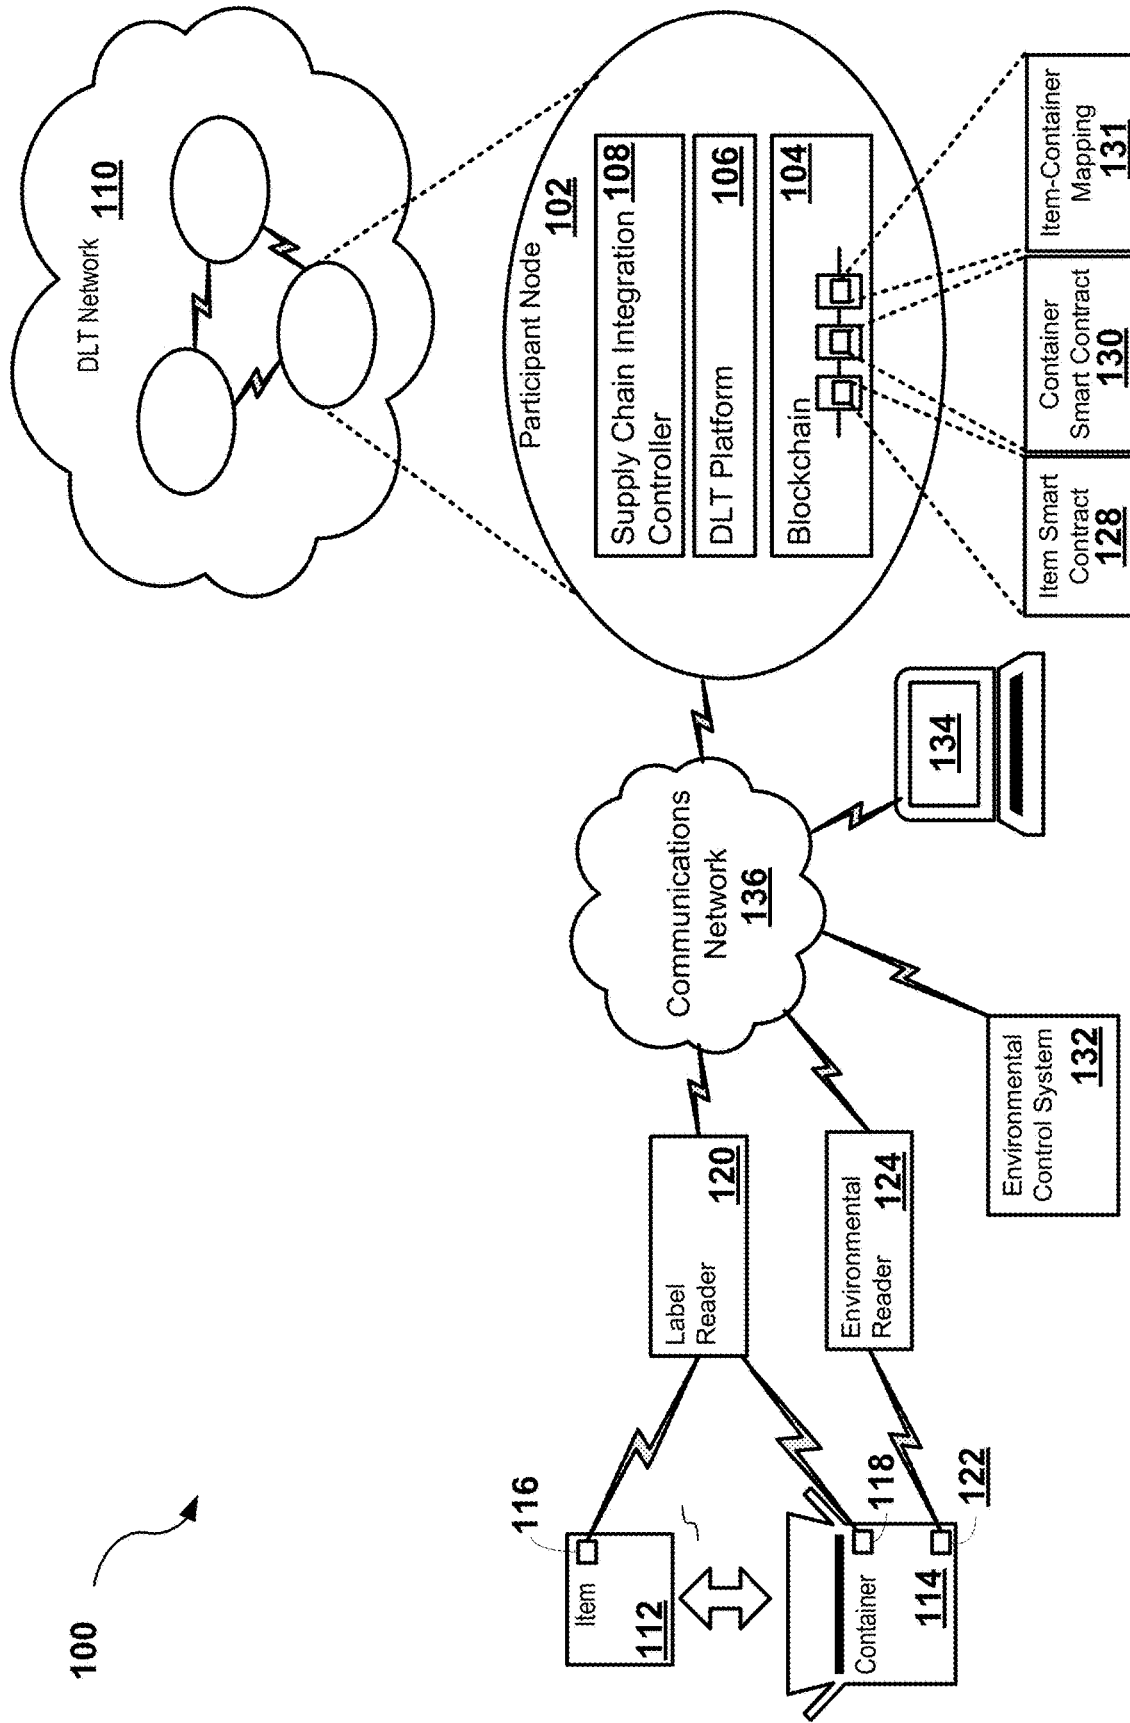 100
DLT Network
110
Participant Node
102
Supply Chain Integration
Controller
108
DLT Platform
106
Blockchain
104
Item Smart
Contract
128
Container
Smart Contract
130
Item-Container
Mapping
131
Communications
Network
136
134
Label
Reader
120
Environmental
Reader
124
Environmental
Control System
132
Item
112
116
Container
114
118
122